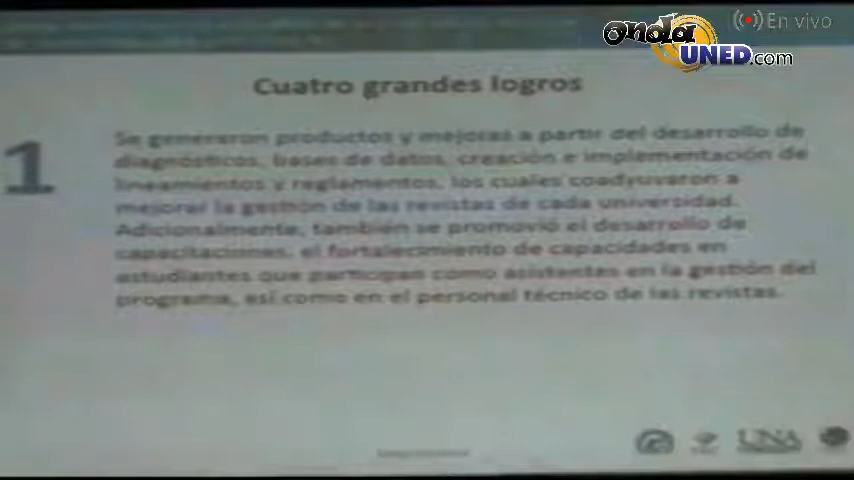 onda
UNED.com
En vivo
Cuatro grandes logros
1
Se generaron productos y mejoras a partir del desarrollo de
diagnósticos, bases de datos, creación e implementación de
lineamientos y reglamentos, los cuales coadyuvaron a
mejorar la gestión de las revistas de cada universidad.
Adicionalmente, también se promovió el desarrollo de
capacitaciones, el fortalecimiento de capacidades en
estudiantes que participan como asistentes en la gestión del
programa, así como en el personal técnico de las revistas.
UNA